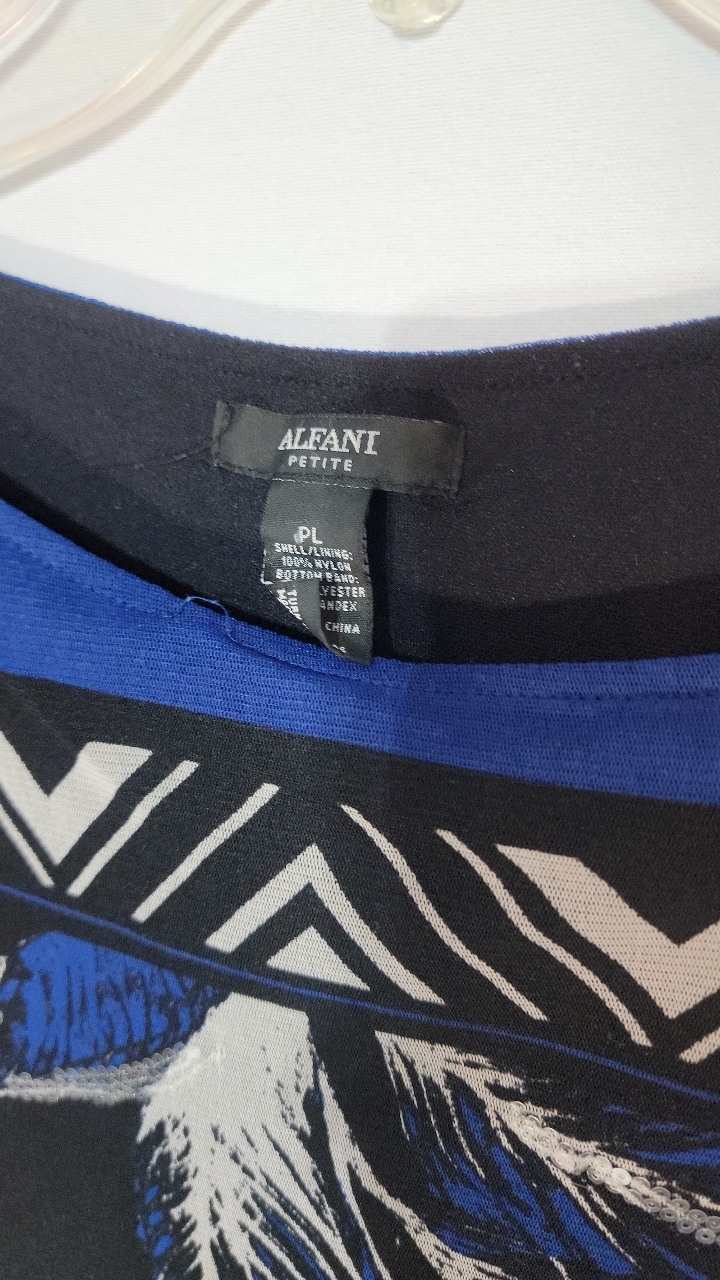 ALFANI
PETITE
PL
SHELL/LINING:
100% NYLON
BOTTOM BAND:
CHINA